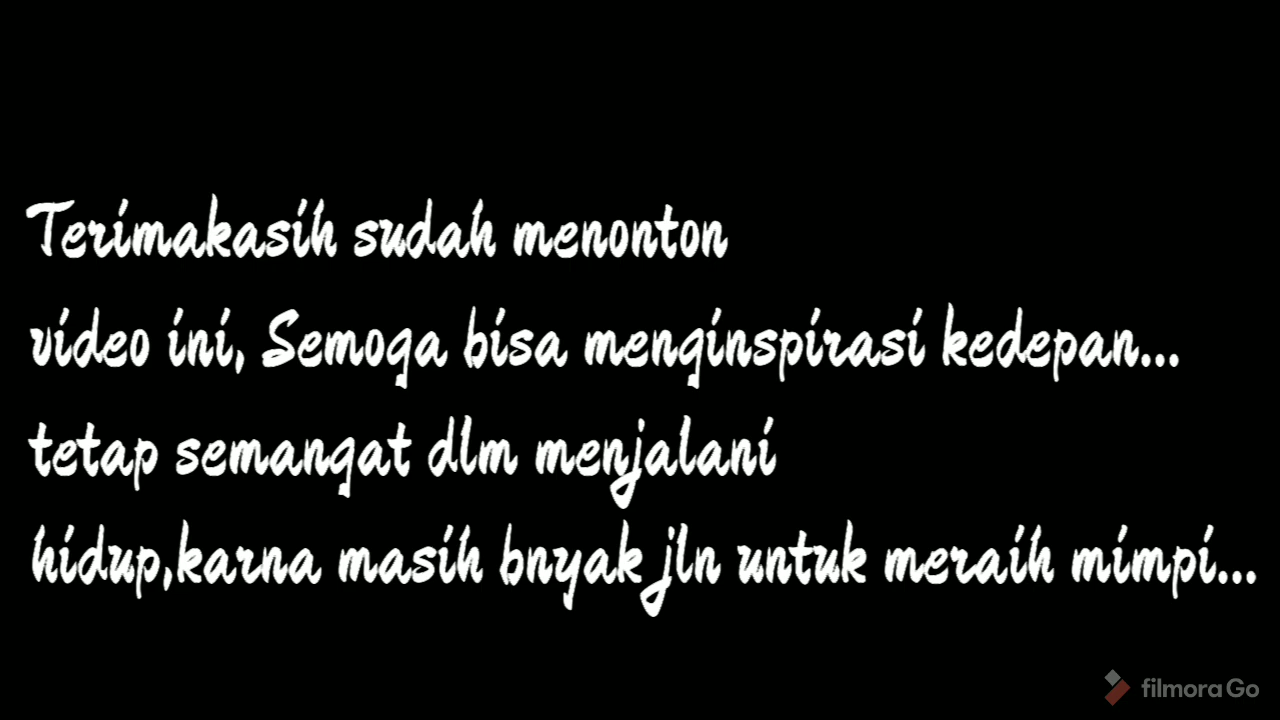 Terimakasih sudah menonton
video ini, Semoga bisa menginspirasi kedepan...
tetap semangat dlm menjalani
hidup,karna masih bnyak jln untuk meraih mimpi...
filmoraGo